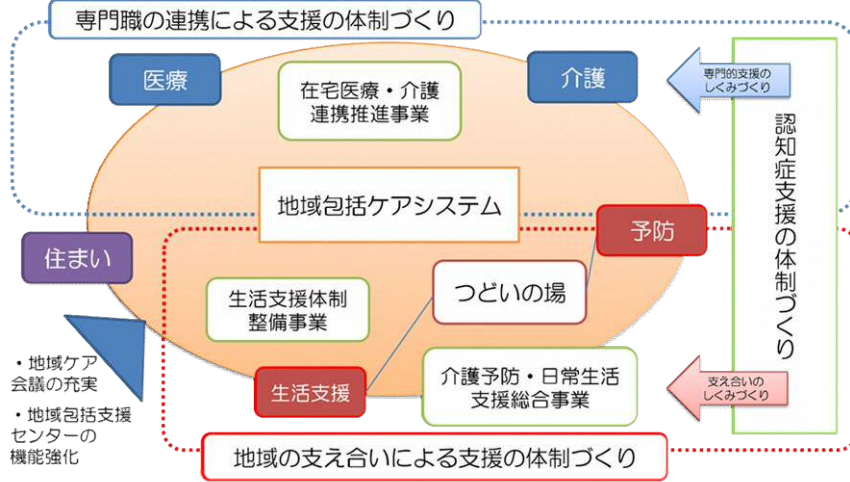 専門職の連携による支援の体制づくり
医療
在宅医療・介護
連携推進事業
介護
専門的支援の
しくみづくり
認知症支援の体制づくり
地域包括ケアシステム
予防
住まい
生活支援体制
整備事業
つどいの場
・地域ケア
会議の充実
・地域包括支援
センターの
機能強化
生活支援
介護予防・日常生活
支援総合事業
支え合いの
しくみづくり
地域の支え合いによる支援の体制づくり